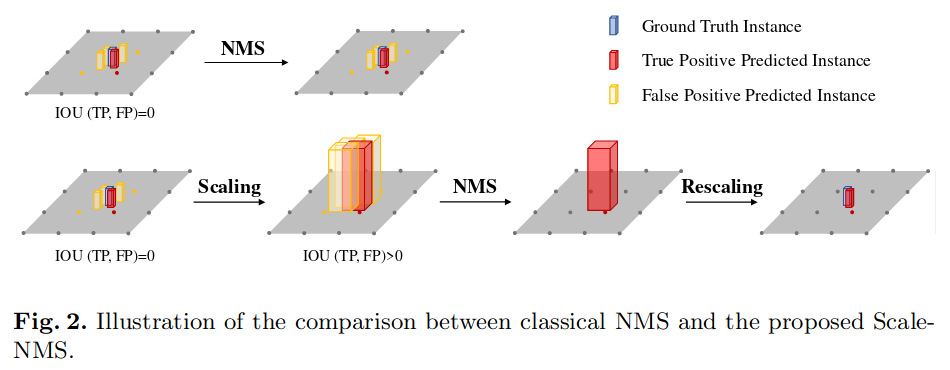 NMS
IOU (TP, FP)=0
Ground Truth Instance
True Positive Predicted Instance
False Positive Predicted Instance
Scaling
NMS
Rescaling
IOU (TP, FP)=0
IOU (TP, FP)>0
Fig. 2. Illustration of the comparison between classical NMS and the proposed Scale-
NMS.